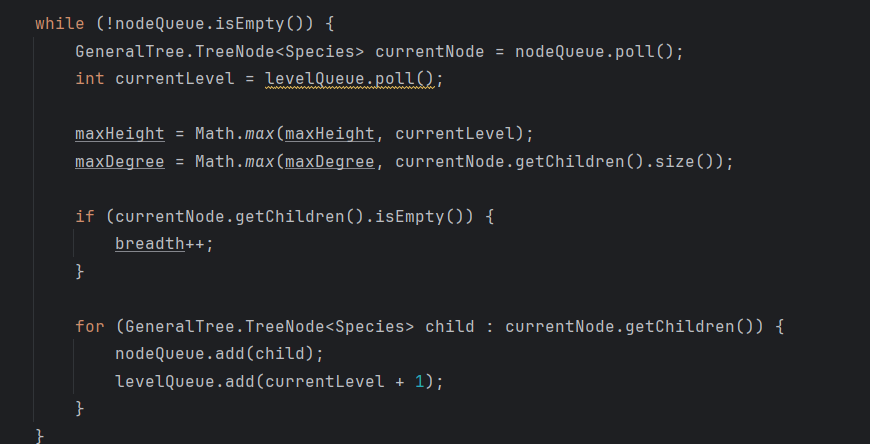 while (!nodeQueue.isEmpty()) {
    GeneralTree.TreeNode<Species> currentNode = nodeQueue.poll();
    int currentLevel = levelQueue.poll();

    maxHeight = Math.max(maxHeight, currentLevel);
    maxDegree = Math.max(maxDegree, currentNode.getChildren().size());

    if (currentNode.getChildren().isEmpty()) {
        breadth++;
    }

    for (GeneralTree.TreeNode<Species> child : currentNode.getChildren()) {
        nodeQueue.add(child);
        levelQueue.add(currentLevel + 1);
    }
}